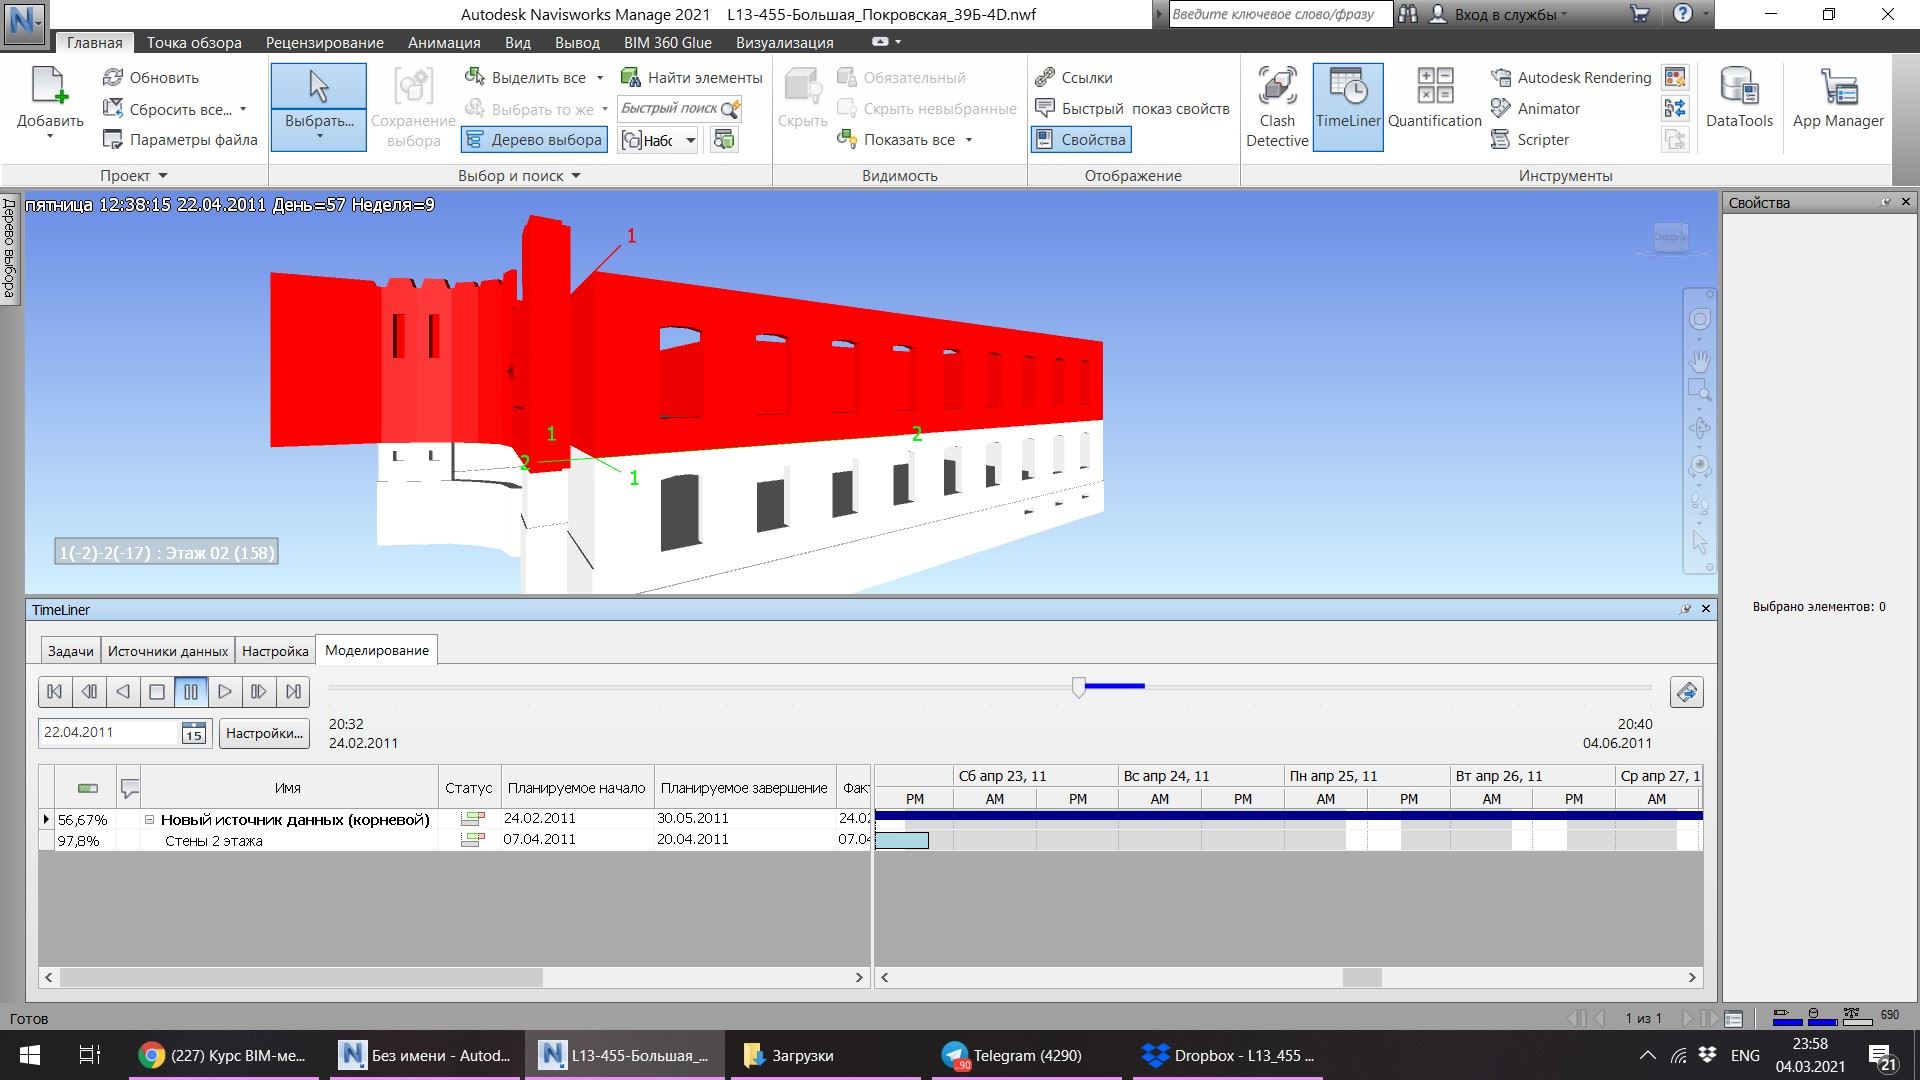 Autodesk Navisworks Manage 2021 L13-455-Большая_Покровская_39Б-4D.nwf
Введите ключевое слово/фразу
Вход в службы
Главная Точка обзора Рецензирование Анимация Вид Вывод BIM 360 Glue Визуализация
Добавить
Обновить
Сбросить все...
Параметры файла
Проект
Выбрать...
Сохранение выбора
Выделить все
Выбрать то же
Дерево выбора
Найти элементы
Быстрый поиск
Набс
Выбор и поиск
Скрыть
Обязательный
Скрыть невыбранные
Показать все
Видимость
Ссылки
Быстрый показ свойств
Свойства
Отображение
Clash Detective
TimeLiner
Quantification
Autodesk Rendering
Animator
Scripter
DataTools
App Manager
Инструменты
Дерево выбора
пятница 12:38:15 22.04.2011 День=57 Неделя=9
1
1
2
2
1
1(-2)-2(-17) : Этаж 02 (158)
Свойства
Выбрано элементов: 0
TimeLiner
Задачи Источники данных Настройка Моделирование
22.04.2011
15
Настройки...
20:32
24.02.2011
20:40
04.06.2011
Имя Статус Планируемое начало Планируемое завершение Фак
56,67% Новый источник данных (корневой) 24.02.2011 30.05.2011 24.0
97,8% Стены 2 этажа 07.04.2011 20.04.2011 07.0
Сб апр 23, 11 Вс апр 24, 11 Пн апр 25, 11 Вт апр 26, 11 Ср апр 27, 1
PM AM PM AM PM AM PM AM PM AM
Готов
1 из 1
690
(227) Курс BIM-ме...
Без имени - Autod...
L13-455-Большая_...
Загрузки
Telegram (4290)
90
Dropbox - L13_455 ...
ENG
23:58
04.03.2021
21